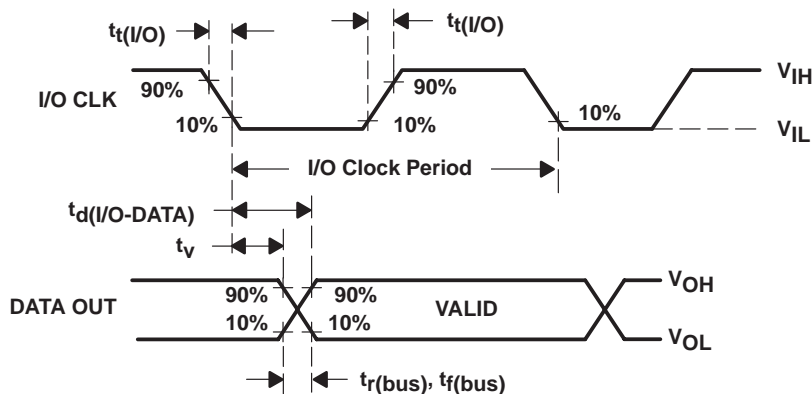 tt(I/O)
tt(I/O)
I/O CLK
90%
90%
VIH
10%
10%
10%
VIL
I/O Clock Period
td(I/O-DATA)
tv
DATA OUT
90%
90%
VALID
VOH
10%
10%
VOL
tr(bus), tf(bus)